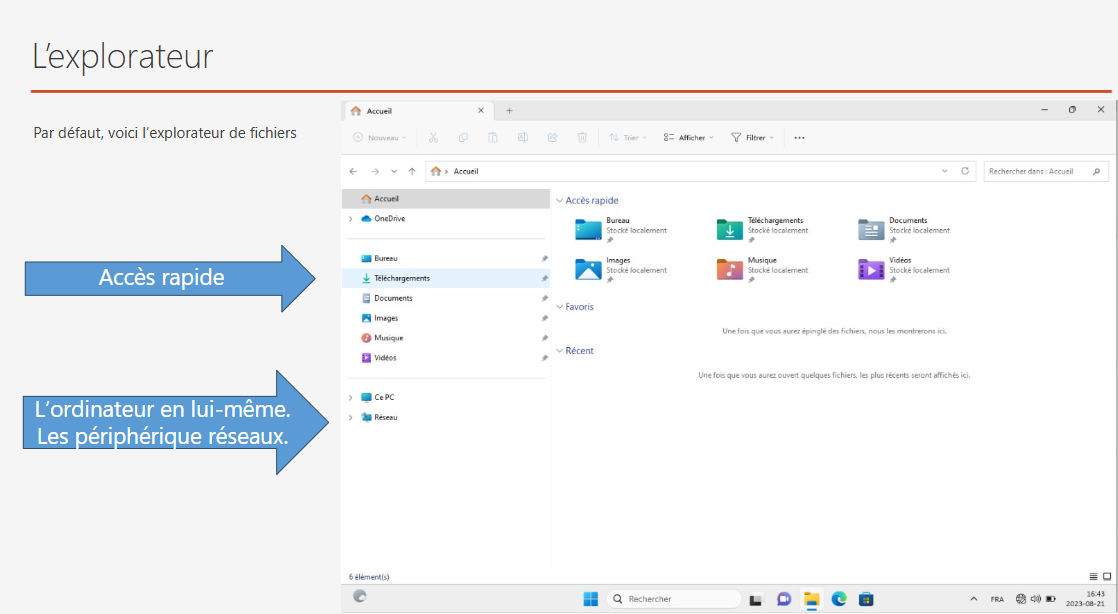 L'explorateur
Par défaut, voici l'explorateur de fichiers
Accès rapide
L'ordinateur en lui-même.
Les périphérique réseaux.
Accueil
Nouveau
Trier
Afficher
Filtrer
Accueil
Rechercher dans : Accueil
Accueil
OneDrive
Bureau
Téléchargements
Documents
Images
Musique
Vidéos
Ce PC
Réseau
Accès rapide
Bureau
Stocké localement
Téléchargements
Stocké localement
Documents
Stocké localement
Images
Stocké localement
Musique
Stocké localement
Vidéos
Stocké localement
Favoris
Une fois que vous aurez épinglé des fichiers, nous les montrerons ici.
Récent
Une fois que vous aurez ouvert quelques fichiers, les plus récents seront affichés ici.
6 élément(s)
Rechercher
FRA
16:43
2023-08-21